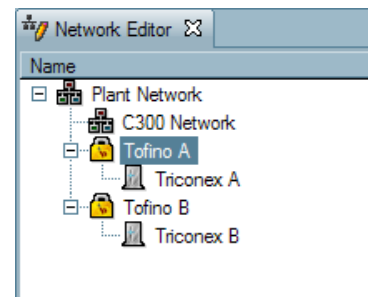 Network Editor
Name
Plant Network
C300 Network
Tofino A
Triconex A
Tofino B
Triconex B